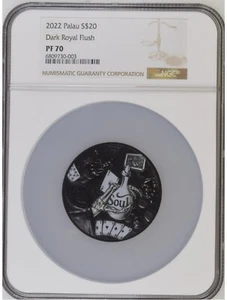 2022 Palau S$20
Dark Royal Flush
PF 70
6809730-003
NUMISMATIC GUARANTY CORPORATION
NGC
Soul